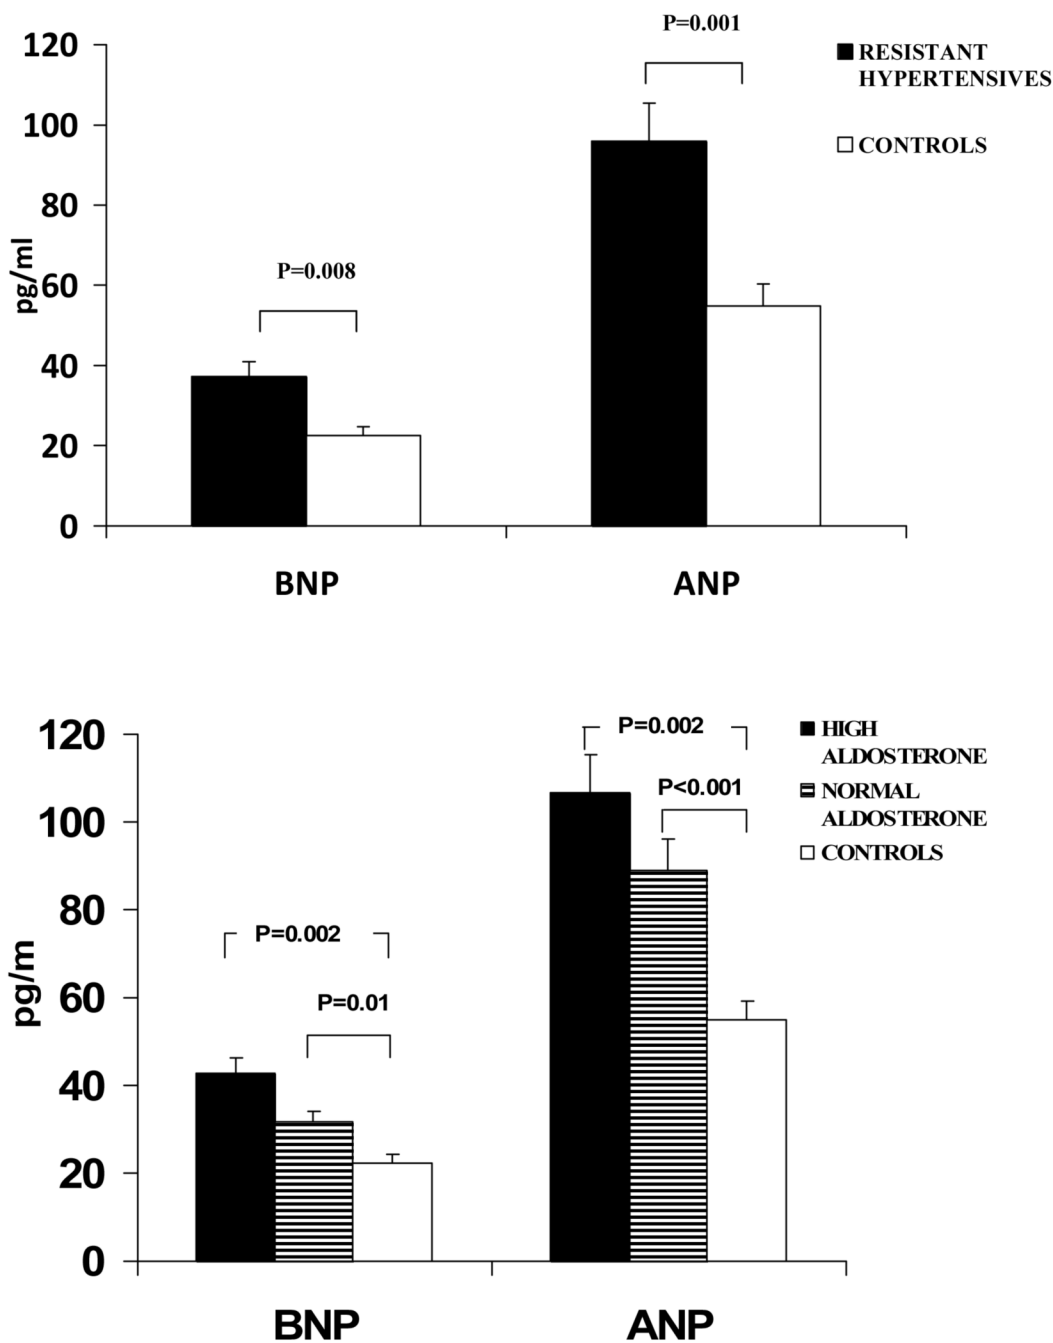 P=0.001
120
100
80
60
40
20
0
pg/ml
P=0.008
RESISTANT
HYPERTENSIVES
CONTROLS
BNP
ANP
120
100
80
60
40
20
0
pg/m
P=0.002
P<0.001
P=0.002
P=0.01
HIGH
ALDOSTERONE
NORMAL
ALDOSTERONE
CONTROLS
BNP
ANP